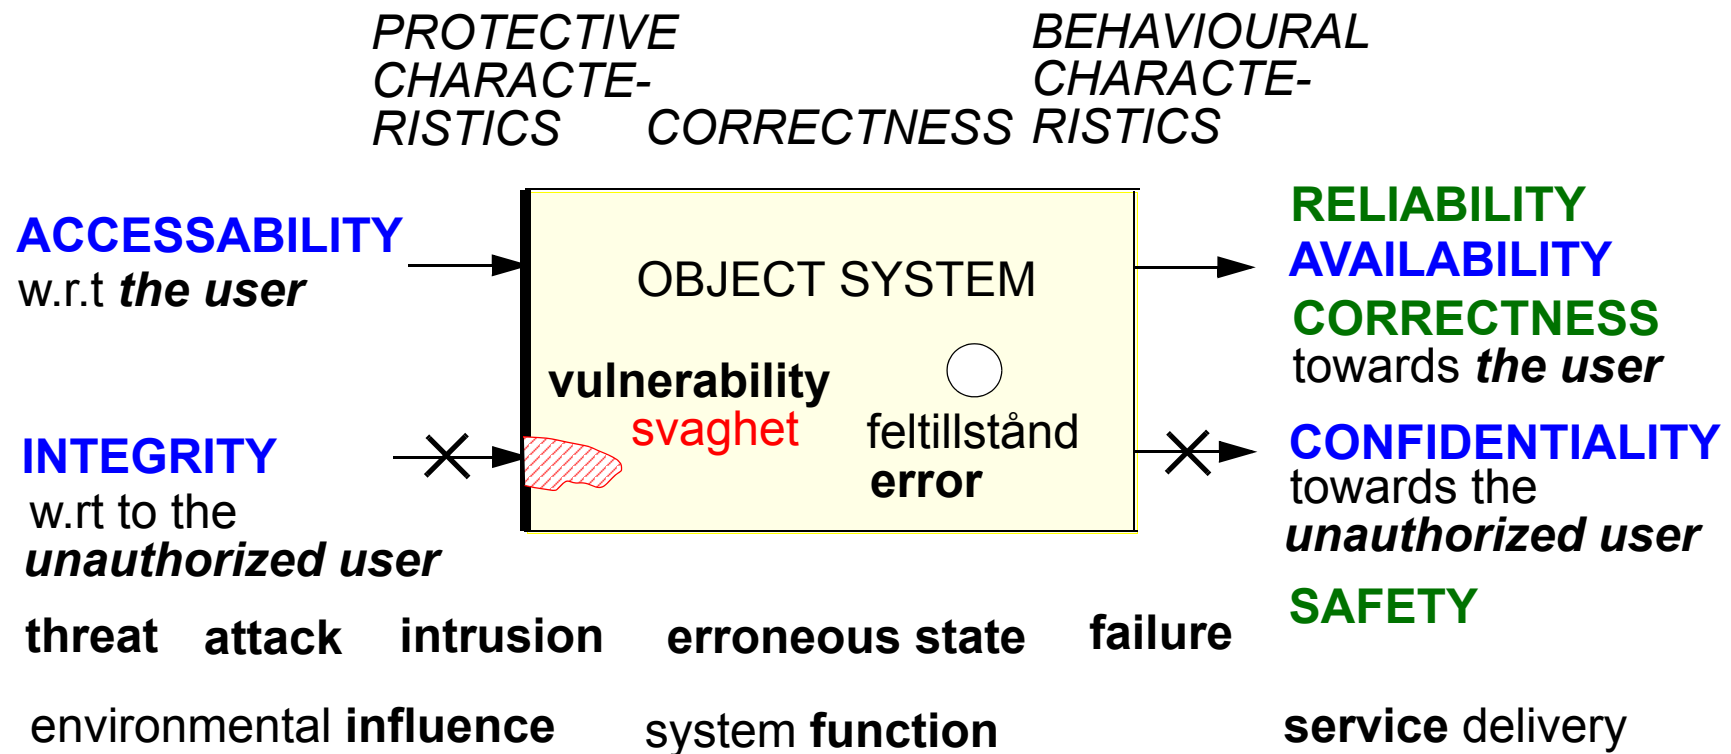 PROTECTIVE
CHARACTE-
RISTICS
CORRECTNESS
BEHAVIOURAL
CHARACTE-
RISTICS
ACCESSABILITY
w.r.t the user
INTEGRITY
w.rt to the
unauthorized user
OBJECT SYSTEM
vulnerability
svaghet
feltillstånd
error
RELIABILITY
AVAILABILITY
CORRECTNESS
towards the user
CONFIDENTIALITY
towards the
unauthorized user
SAFETY
threat attack intrusion erroneous state failure
environmental influence system function service delivery